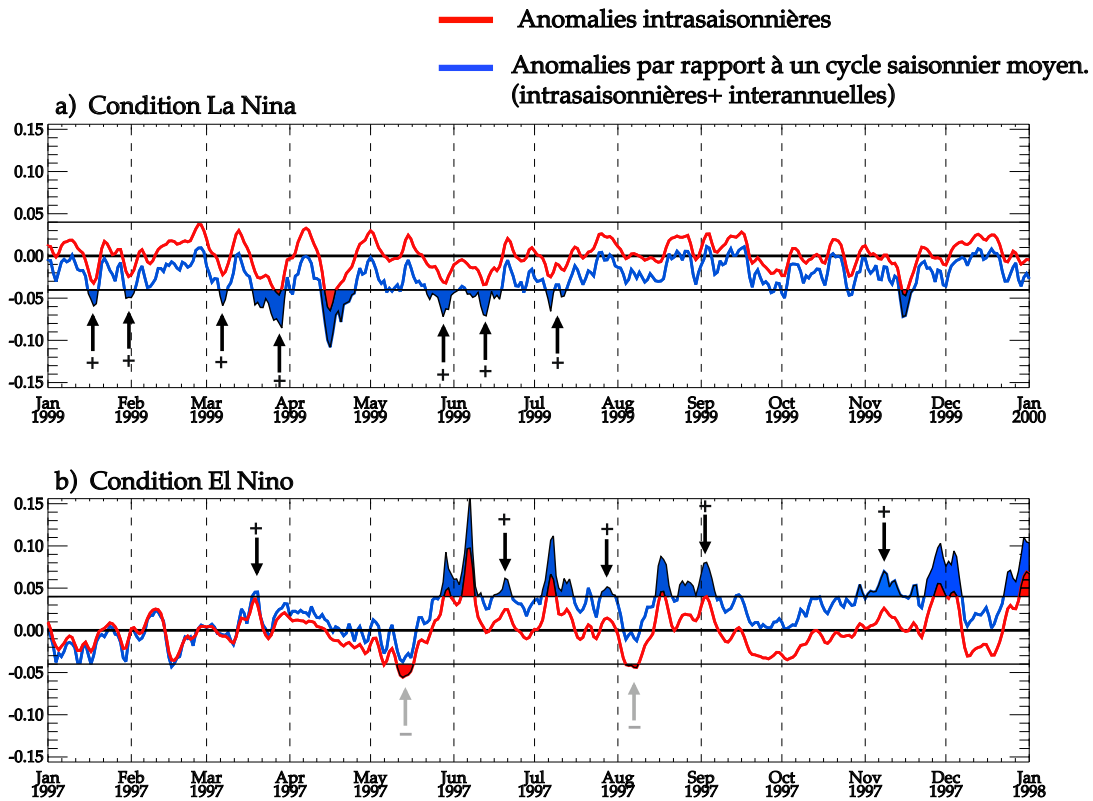 Anomalies intrasaisonnières
Anomalies par rapport à un cycle saisonnier moyen.
(intrasaisonnières+ interannuelles)
a) Condition La Nina
0.15
0.10
0.05
0.00
-0.05
-0.10
-0.15
+ + + + + + + +
Jan Feb Mar Apr May Jun Jul Aug Sep Oct Nov Dec Jan
1999 1999 1999 1999 1999 1999 1999 1999 1999 1999 1999 1999 2000
b) Condition El Nino
0.15
0.10
0.05
0.00
-0.05
-0.10
-0.15
+ + + + +
− −
Jan Feb Mar Apr May Jun Jul Aug Sep Oct Nov Dec Jan
1997 1997 1997 1997 1997 1997 1997 1997 1997 1997 1997 1997 1998